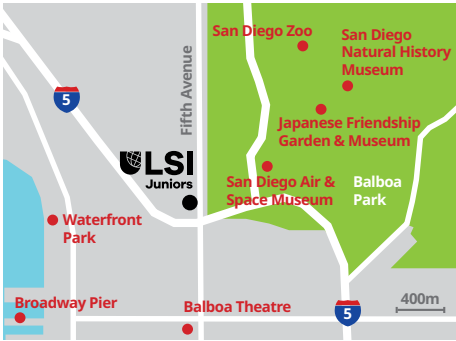 San Diego Zoo
San Diego
Natural History
Museum
5
Fifth Avenue
Japanese Friendship
Garden & Museum
LSI
Juniors
San Diego Air &
Space Museum
Balboa
Park
Waterfront
Park
Broadway Pier
Balboa Theatre
5
400m